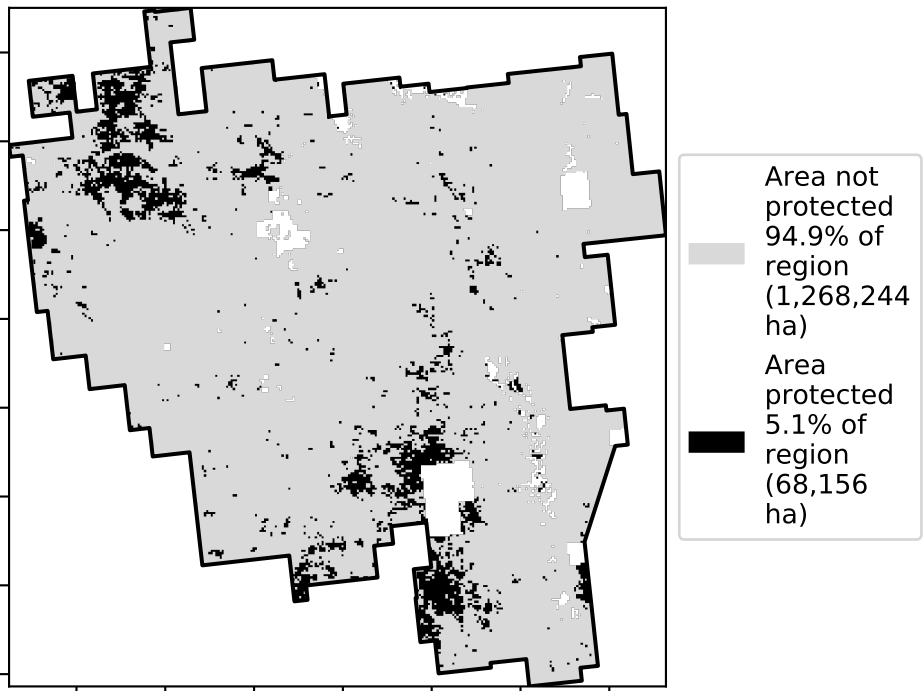 Area not
protected
94.9% of
region
(1,268,244
ha)
Area
protected
5.1% of
region
(68,156
ha)